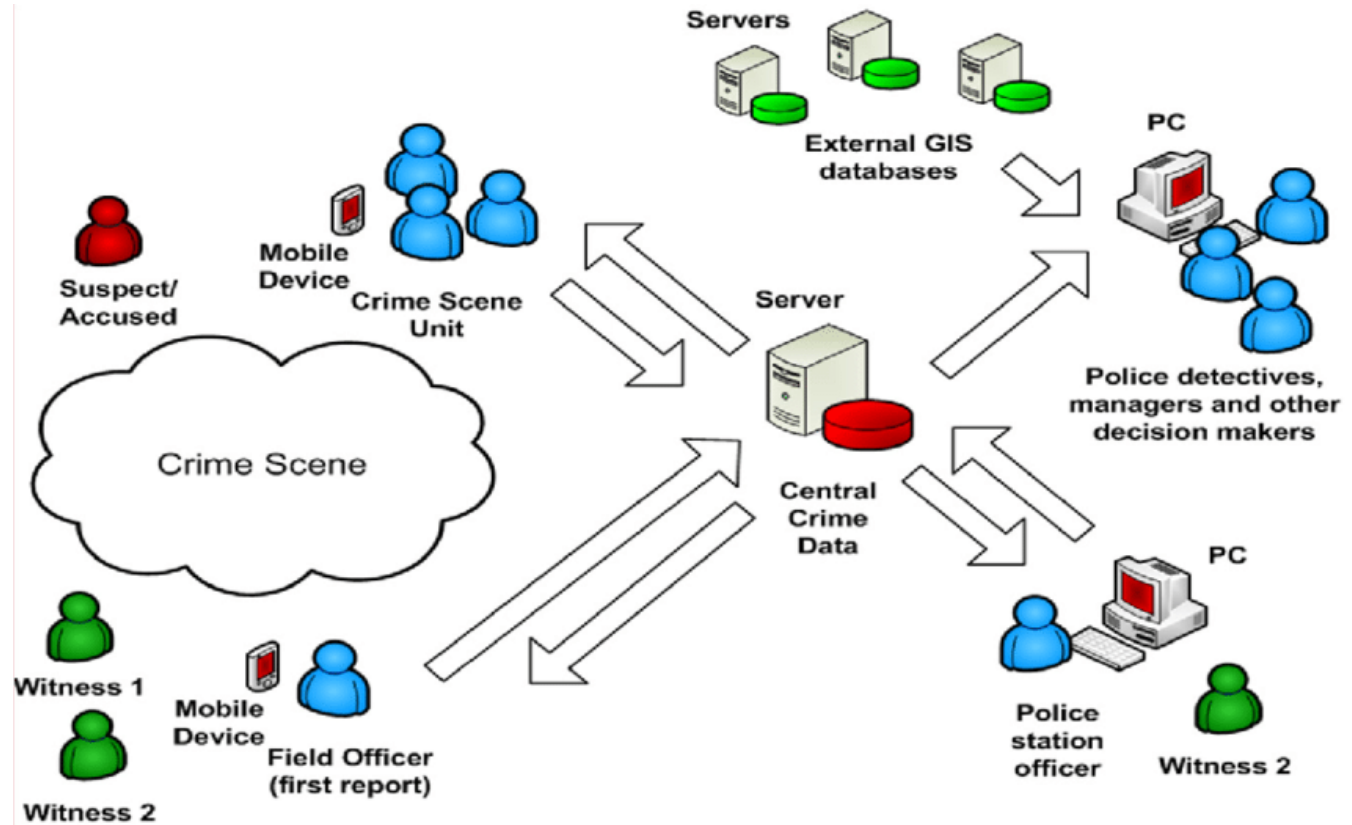 Servers
External GIS
databases
PC
Mobile
Device
Crime Scene
Unit
Suspect/
Accused
Server
Police detectives,
managers and other
decision makers
Crime Scene
Central
Crime
Data
PC
Witness 1
Mobile
Device
Field Officer
(first report)
Witness 2
Police
station
officer
Witness 2